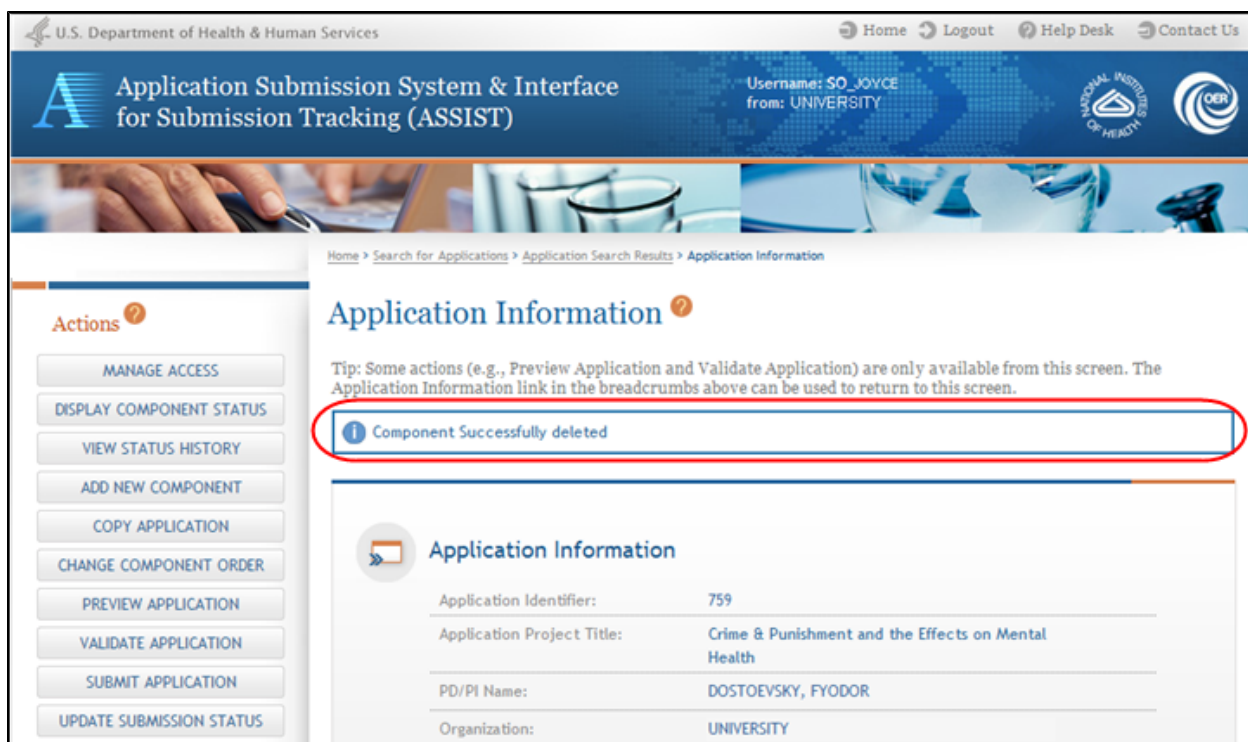 U.S. Department of Health & Human Services
Home Logout Help Desk Contact Us
A
Application Submission System & Interface
for Submission Tracking (ASSIST)
Username: SO_JOYCE
from: UNIVERSITY
NATIONAL INSTITUTES OF HEALTH
OER
Home > Search for Applications > Application Search Results > Application Information
Actions ?
MANAGE ACCESS
DISPLAY COMPONENT STATUS
VIEW STATUS HISTORY
ADD NEW COMPONENT
COPY APPLICATION
CHANGE COMPONENT ORDER
PREVIEW APPLICATION
VALIDATE APPLICATION
SUBMIT APPLICATION
UPDATE SUBMISSION STATUS
Application Information ?
Tip: Some actions (e.g., Preview Application and Validate Application) are only available from this screen. The
Application Information link in the breadcrumbs above can be used to return to this screen.
i Component Successfully deleted
Application Information
Application Identifier: 759
Application Project Title: Crime & Punishment and the Effects on Mental
Health
PD/PI Name: DOSTOEVSKY, FYODOR
Organization: UNIVERSITY